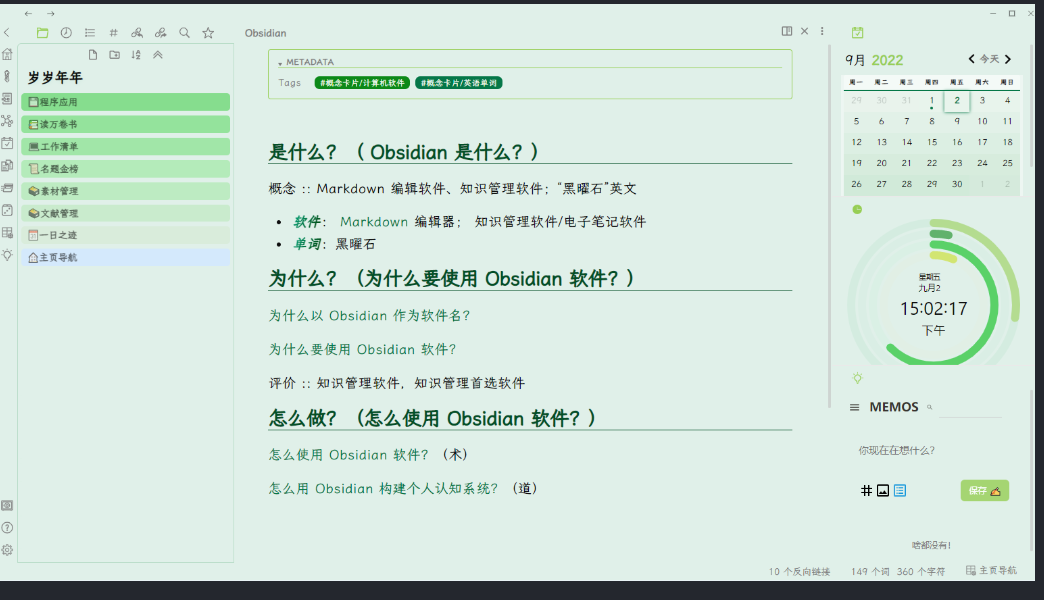 Obsidian
岁岁年年
程序应用
读万卷书
工作清单
名题金榜
素材管理
文献管理
一日之迹
主页导航
METADATA
Tags #概念卡片/计算机软件 #概念卡片/英语单词
是什么？（ Obsidian 是什么？）
概念 :: Markdown 编辑软件、知识管理软件；“黑曜石”英文
软件： Markdown 编辑器； 知识管理软件/电子笔记软件
单词：黑曜石
为什么？（为什么要使用 Obsidian 软件？）
为什么以 Obsidian 作为软件名？
为什么要使用 Obsidian 软件？
评价 :: 知识管理软件，知识管理首选软件
怎么做？（怎么使用 Obsidian 软件？）
怎么使用 Obsidian 软件？（术）
怎么用 Obsidian 构建个人认知系统？（道）
9月 2022 今天
周一 周二 周三 周四 周五 周六 周日
29 30 31 1 2 3 4
5 6 7 8 9 10 11
12 13 14 15 16 17 18
19 20 21 22 23 24 25
26 27 28 29 30 1 2
星期五
九月2
15:02:17
下午
MEMOS
你现在在想什么？
保存
啥都没有！
10 个反向链接 149 个词 360 个字符 主页导航